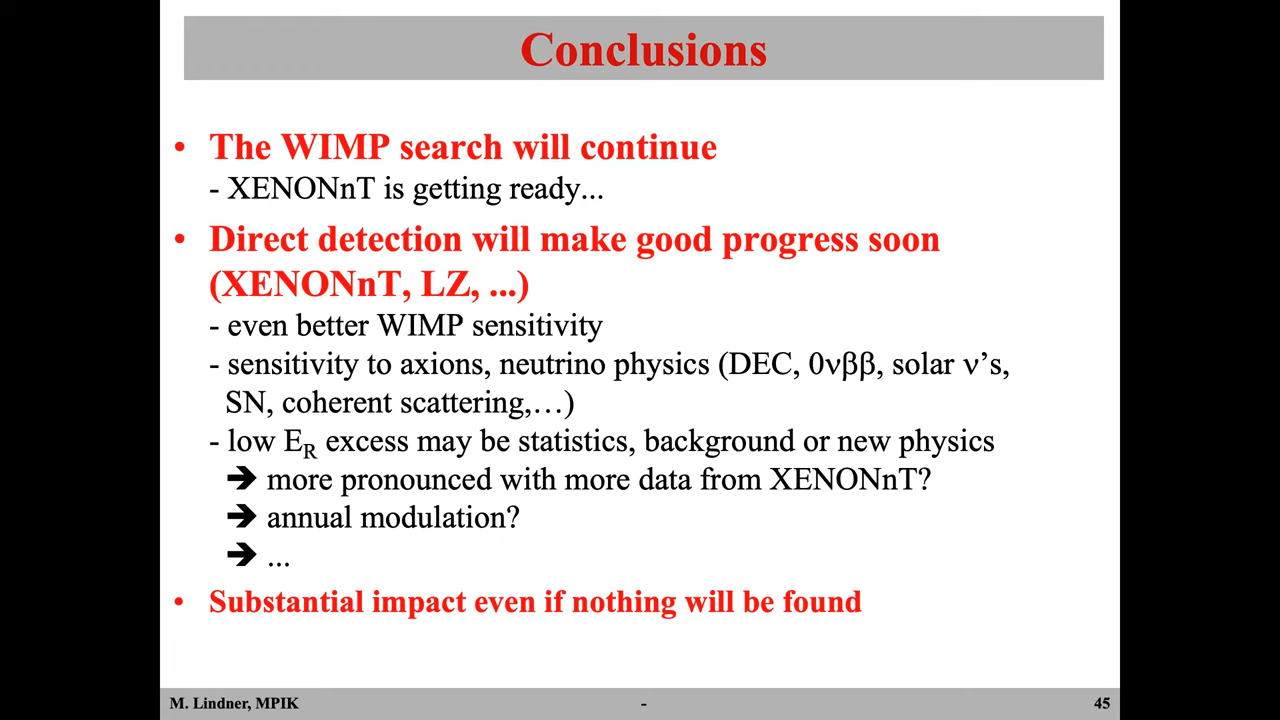 Conclusions
• The WIMP search will continue
- XENONnT is getting ready...
• Direct detection will make good progress soon
(XENONnT, LZ, ...)
- even better WIMP sensitivity
- sensitivity to axions, neutrino physics (DEC, 0νββ, solar ν’s,
SN, coherent scattering,…)
- low ER excess may be statistics, background or new physics
➔ more pronounced with more data from XENONnT?
➔ annual modulation?
➔ ...
• Substantial impact even if nothing will be found
M. Lindner, MPIK - 45